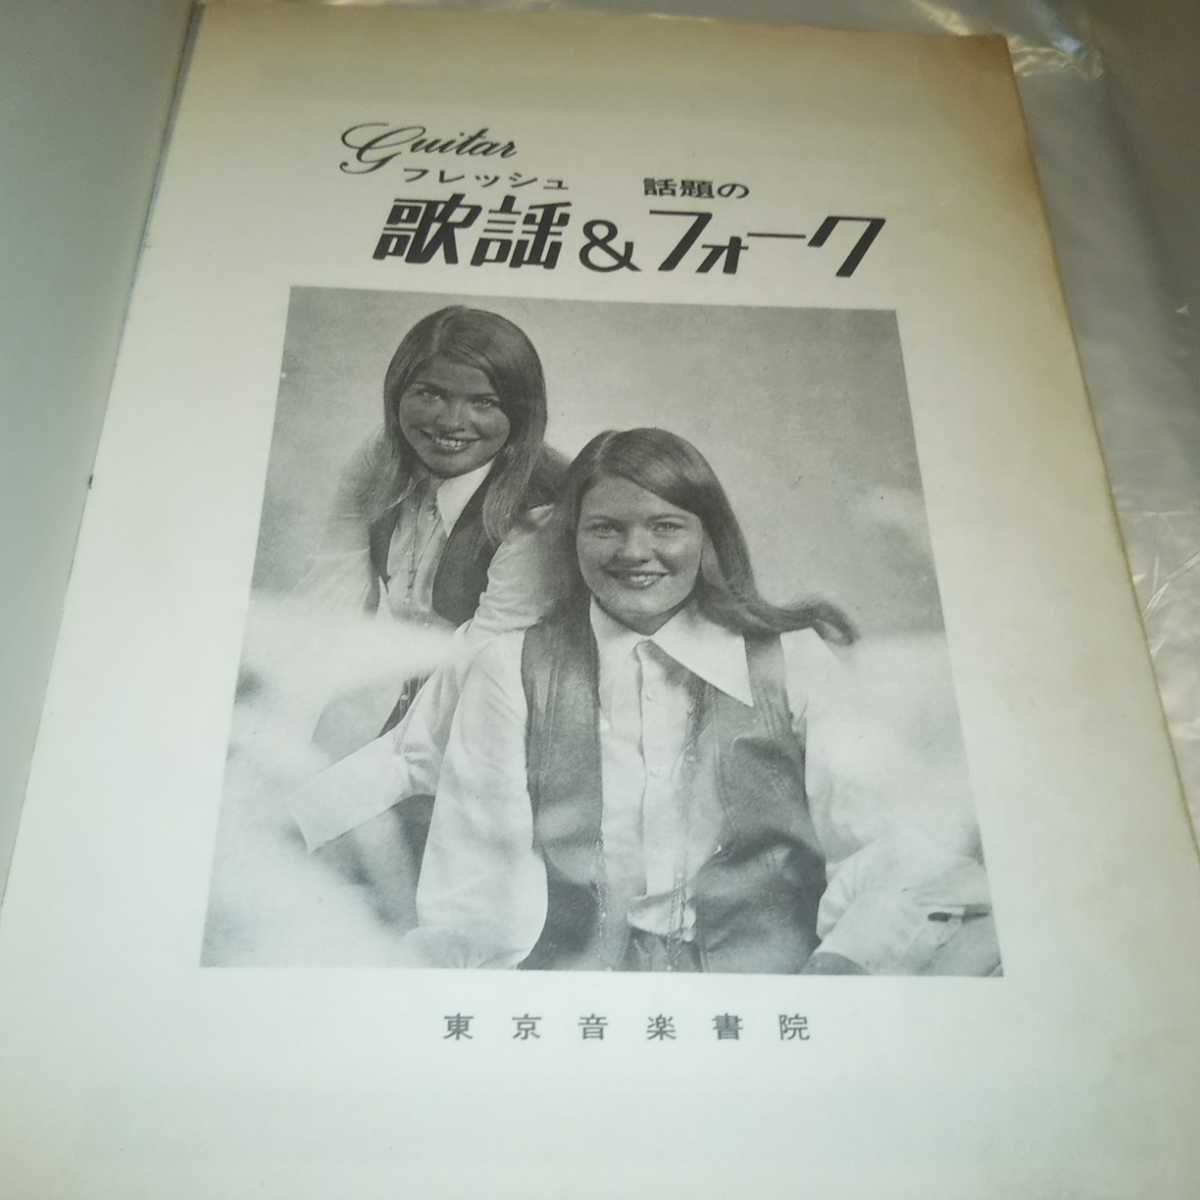 Guitar
フレッシュ 話題の
歌謡&フォーク
東京音楽書院